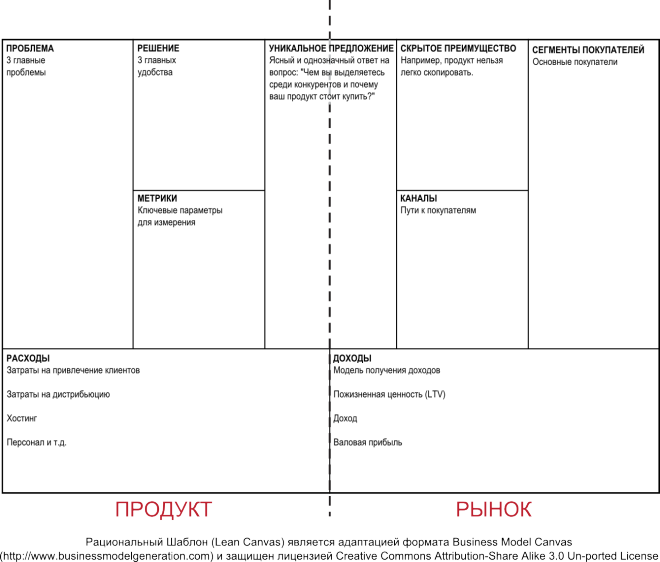 ПРОБЛЕМА
3 главные
проблемы
РЕШЕНИЕ
3 главных
удобства
УНИКАЛЬНОЕ ПРЕДЛОЖЕНИЕ
Ясный и однозначный ответ на
вопрос: "Чем вы выделяетесь
среди конкурентов и почему
ваш продукт стоит купить?"
СКРЫТОЕ ПРЕИМУЩЕСТВО
Например, продукт нельзя
легко скопировать.
СЕГМЕНТЫ ПОКУПАТЕЛЕЙ
Основные покупатели
МЕТРИКИ
Ключевые параметры
для измерения
КАНАЛЫ
Пути к покупателям
РАСХОДЫ
Затраты на привлечение клиентов
Затраты на дистрибьюцию
Хостинг
Персонал и т.д.
ДОХОДЫ
Модель получения доходов
Пожизненная ценность (LTV)
Доход
Валовая прибыль
ПРОДУКТ
РЫНОК
Рациональный Шаблон (Lean Canvas) является адаптацией формата Business Model Canvas
(http://www.businessmodelgeneration.com) и защищен лицензией Creative Commons Attribution-Share Alike 3.0 Un-ported License